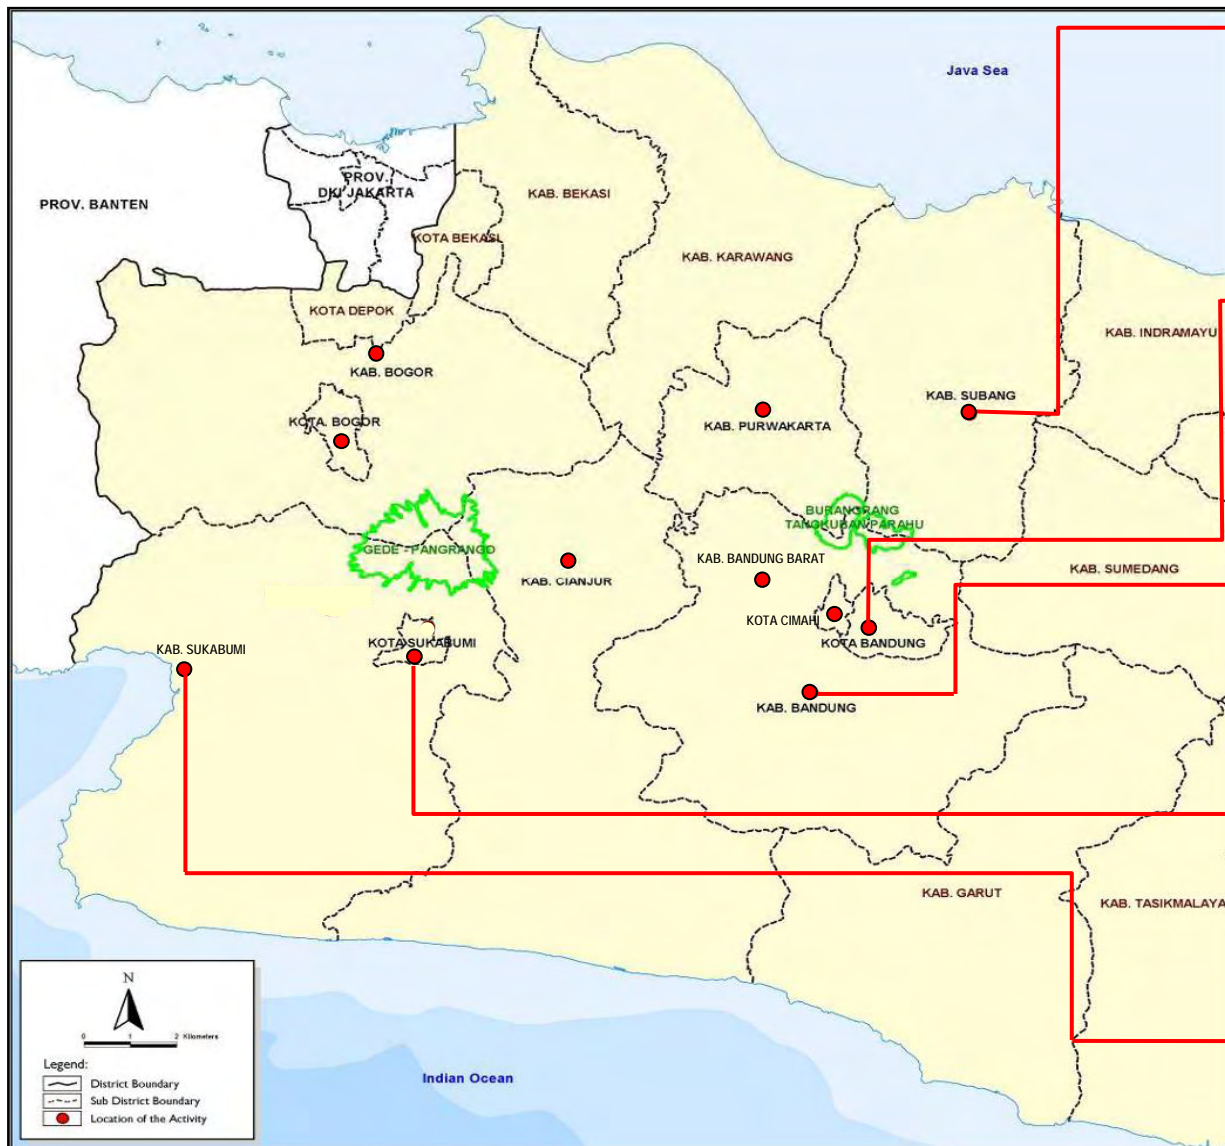 Java Sea
PROV.
DKI JAKARTA
KAB. BEKASI
PROV. BANTEN
KOTA BEKASI
KAB. KARAWANG
KOTA DEPOK
KAB. INDRAMAYU
KAB. BOGOR
KAB. SUBANG
KOTA. BOGOR
KAB. PURWAKARTA
BURANGRANG
TANGKUBAN PARAHU
GEDE - PANGRANGO
KAB. BANDUNG BARAT
KAB. SUMEDANG
KAB. CIANJUR
KOTA CIMAHI
KOTA SUKABUMI
KOTA BANDUNG
KAB. SUKABUMI
KAB. BANDUNG
KAB. GARUT
KAB. TASIKMALAYA
N
0 1 2 Kilometers
Legend:
District Boundary
Sub District Boundary
Location of the Activity
Indian Ocean